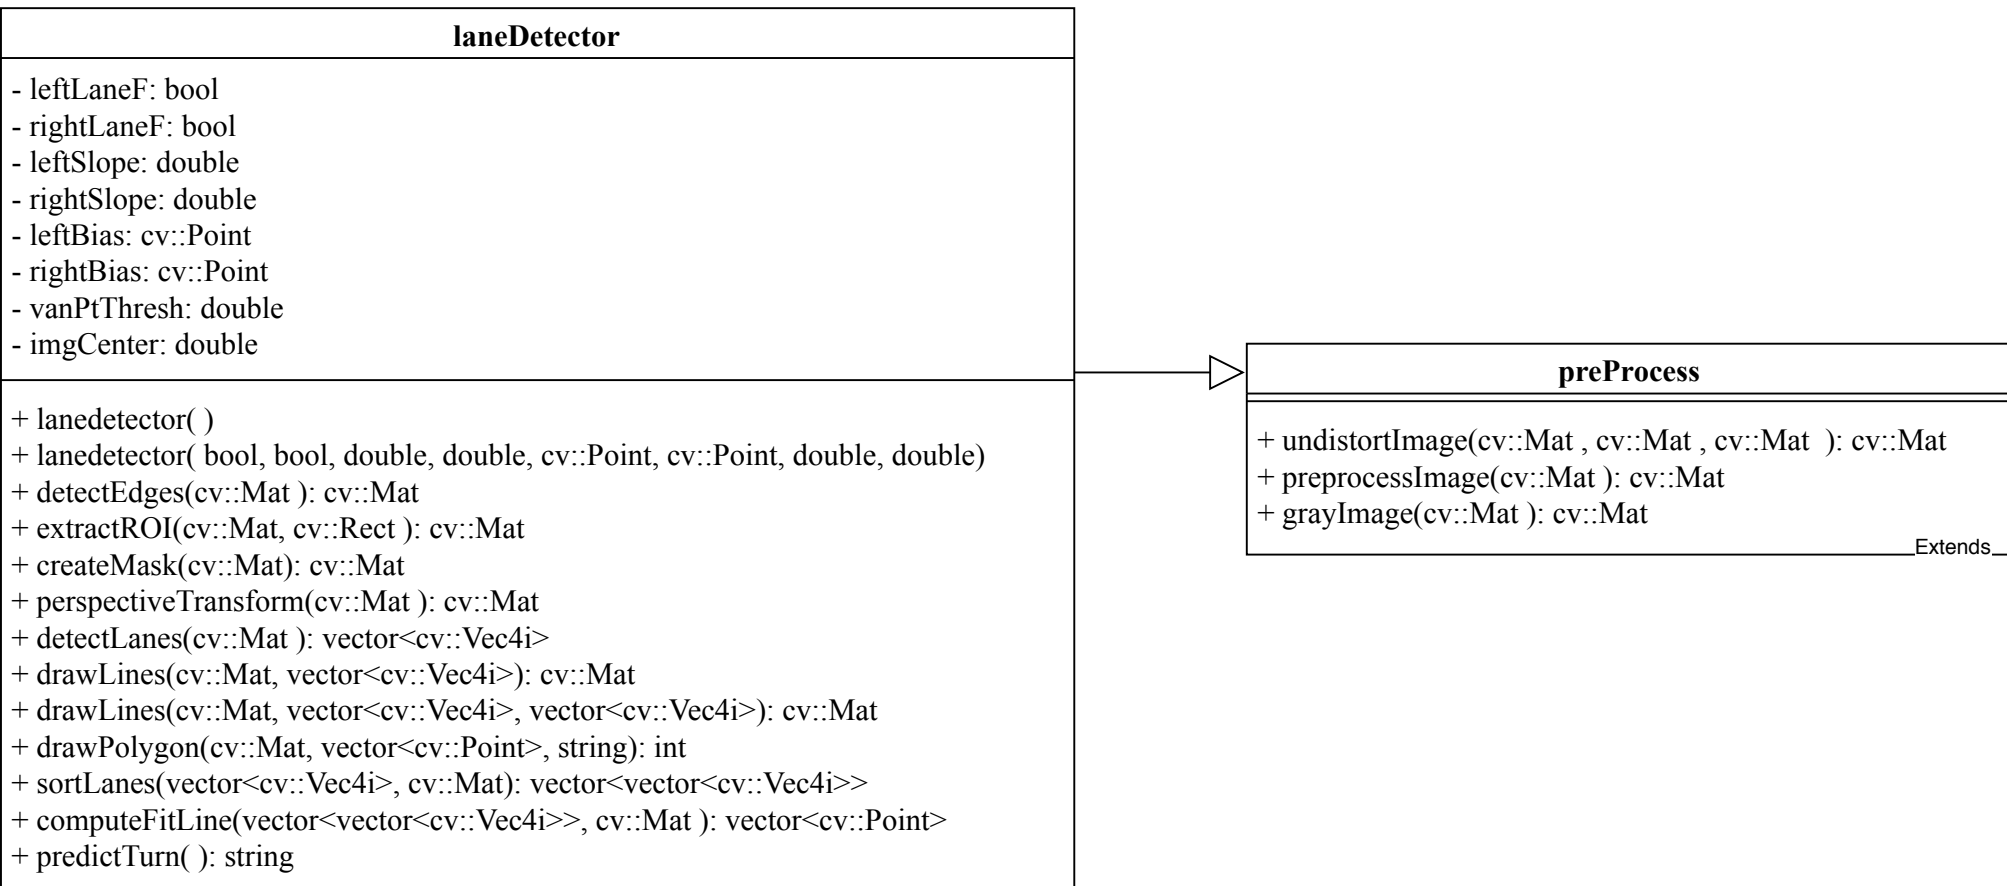 laneDetector
- leftLaneF: bool
- rightLaneF: bool
- leftSlope: double
- rightSlope: double
- leftBias: cv::Point
- rightBias: cv::Point
- vanPtThresh: double
- imgCenter: double
+ lanedetector( )
+ lanedetector( bool, bool, double, double, cv::Point, cv::Point, double, double)
+ detectEdges(cv::Mat ): cv::Mat
+ extractROI(cv::Mat, cv::Rect ): cv::Mat
+ createMask(cv::Mat): cv::Mat
+ perspectiveTransform(cv::Mat ): cv::Mat
+ detectLanes(cv::Mat ): vector<cv::Vec4i>
+ drawLines(cv::Mat, vector<cv::Vec4i>): cv::Mat
+ drawLines(cv::Mat, vector<cv::Vec4i>, vector<cv::Vec4i>): cv::Mat
+ drawPolygon(cv::Mat, vector<cv::Point>, string): int
+ sortLanes(vector<cv::Vec4i>, cv::Mat): vector<vector<cv::Vec4i>>
+ computeFitLine(vector<vector<cv::Vec4i>>, cv::Mat ): vector<cv::Point>
+ predictTurn( ): string
preProcess
+ undistortImage(cv::Mat , cv::Mat , cv::Mat  ): cv::Mat
+ preprocessImage(cv::Mat ): cv::Mat
+ grayImage(cv::Mat ): cv::Mat
Extends